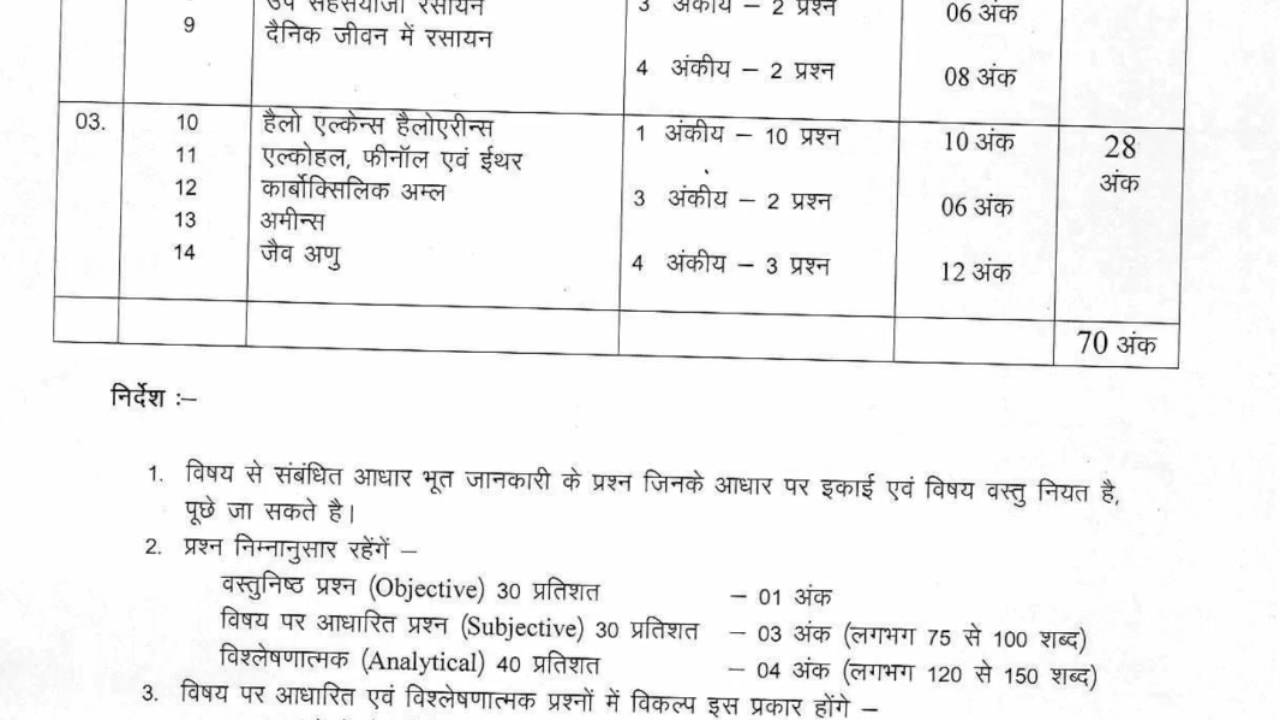 उप सहसंयोजी रसायन 3 अंकीय – 2 प्रश्न 06 अंक
9 दैनिक जीवन में रसायन
4 अंकीय – 2 प्रश्न 08 अंक
03. 10 हैलो एल्केन्स हैलोएरीन्स 1 अंकीय – 10 प्रश्न 10 अंक 28
11 एल्कोहल, फीनॉल एवं ईथर अंक
12 कार्बोक्सिलिक अम्ल 3 अंकीय – 2 प्रश्न 06 अंक
13 अमीन्स
14 जैव अणु 4 अंकीय – 3 प्रश्न 12 अंक
70 अंक
निर्देश :–
1. विषय से संबंधित आधार भूत जानकारी के प्रश्न जिनके आधार पर इकाई एवं विषय वस्तु नियत है,
पूछे जा सकते है।
2. प्रश्न निम्नानुसार रहेंगें –
वस्तुनिष्ठ प्रश्न (Objective) 30 प्रतिशत – 01 अंक
विषय पर आधारित प्रश्न (Subjective) 30 प्रतिशत – 03 अंक (लगभग 75 से 100 शब्द)
विश्लेषणात्मक (Analytical) 40 प्रतिशत – 04 अंक (लगभग 120 से 150 शब्द)
3. विषय पर आधारित एवं विश्लेषणात्मक प्रश्नों में विकल्प इस प्रकार होंगे –